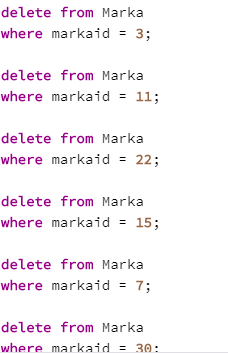 delete from Marka
where markaid = 3;
delete from Marka
where markaid = 11;
delete from Marka
where markaid = 22;
delete from Marka
where markaid = 15;
delete from Marka
where markaid = 7;
delete from Marka
where markaid = 30;